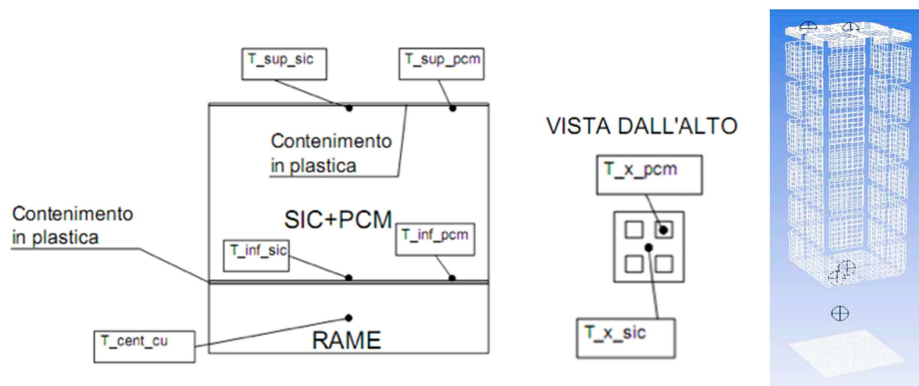 T_sup_sic
T_sup_pcm
Contenimento
in plastica
Contenimento
in plastica
SIC+PCM
T_inf_sic
T_inf_pcm
T_cent_cu
RAME
VISTA DALL'ALTO
T_x_pcm
T_x_sic